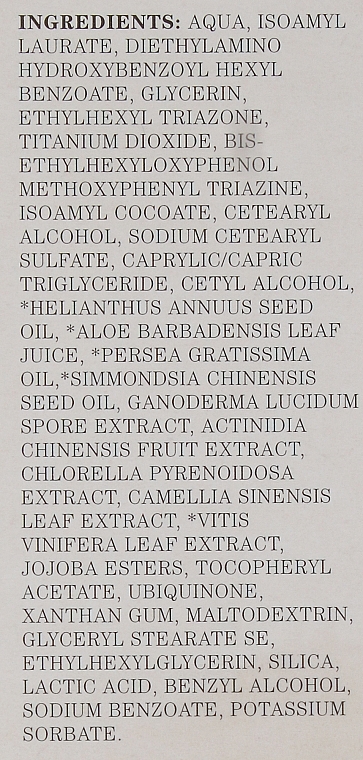 INGREDIENTS: AQUA, ISOAMYL
LAURATE, DIETHYLAMINO
HYDROXYBENZOYL HEXYL
BENZOATE, GLYCERIN,
ETHYLHEXYL TRIAZONE,
TITANIUM DIOXIDE, BIS-
ETHYLHEXYLOXYPHENOL
METHOXYPHENYL TRIAZINE,
ISOAMYL COCOATE, CETEARYL
ALCOHOL, SODIUM CETEARYL
SULFATE, CAPRYLIC/CAPRIC
TRIGLYCERIDE, CETYL ALCOHOL,
*HELIANTHUS ANNUUS SEED
OIL, *ALOE BARBADENSIS LEAF
JUICE, *PERSEA GRATISSIMA
OIL,*SIMMONDSIA CHINENSIS
SEED OIL, GANODERMA LUCIDUM
SPORE EXTRACT, ACTINIDIA
CHINENSIS FRUIT EXTRACT,
CHLORELLA PYRENOIDOSA
EXTRACT, CAMELLIA SINENSIS
LEAF EXTRACT, *VITIS
VINIFERA LEAF EXTRACT,
JOJOBA ESTERS, TOCOPHERYL
ACETATE, UBIQUINONE,
XANTHAN GUM, MALTODEXTRIN,
GLYCERYL STEARATE SE,
ETHYLHEXYLGLYCERIN, SILICA,
LACTIC ACID, BENZYL ALCOHOL,
SODIUM BENZOATE, POTASSIUM
SORBATE.